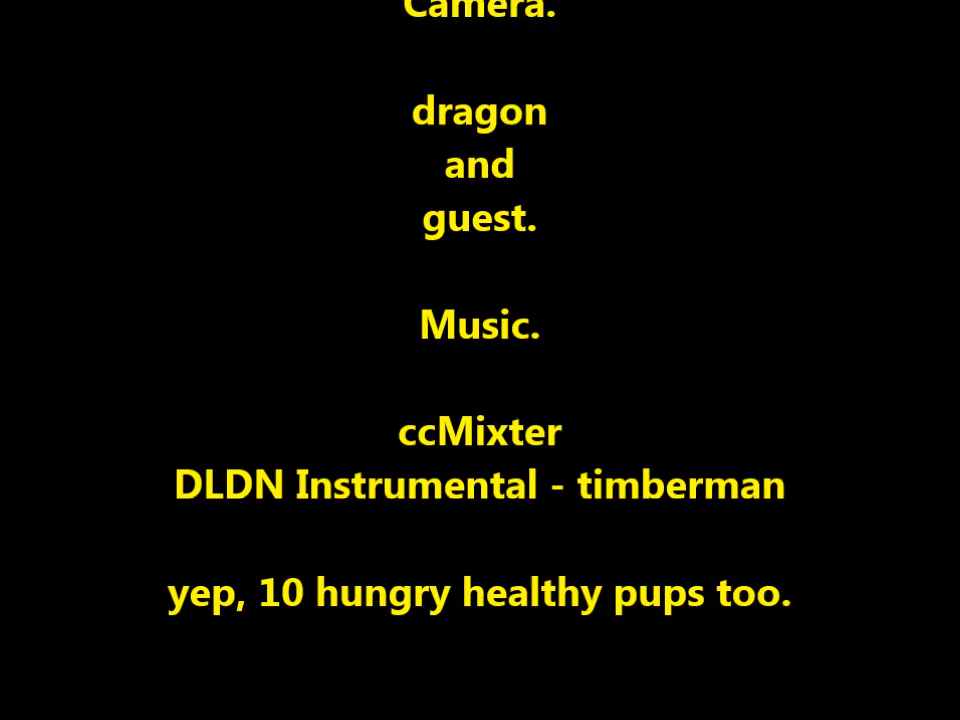 Camera.
dragon
and
guest.
Music.
ccMixter
DLDN Instrumental - timberman
yep, 10 hungry healthy pups too.